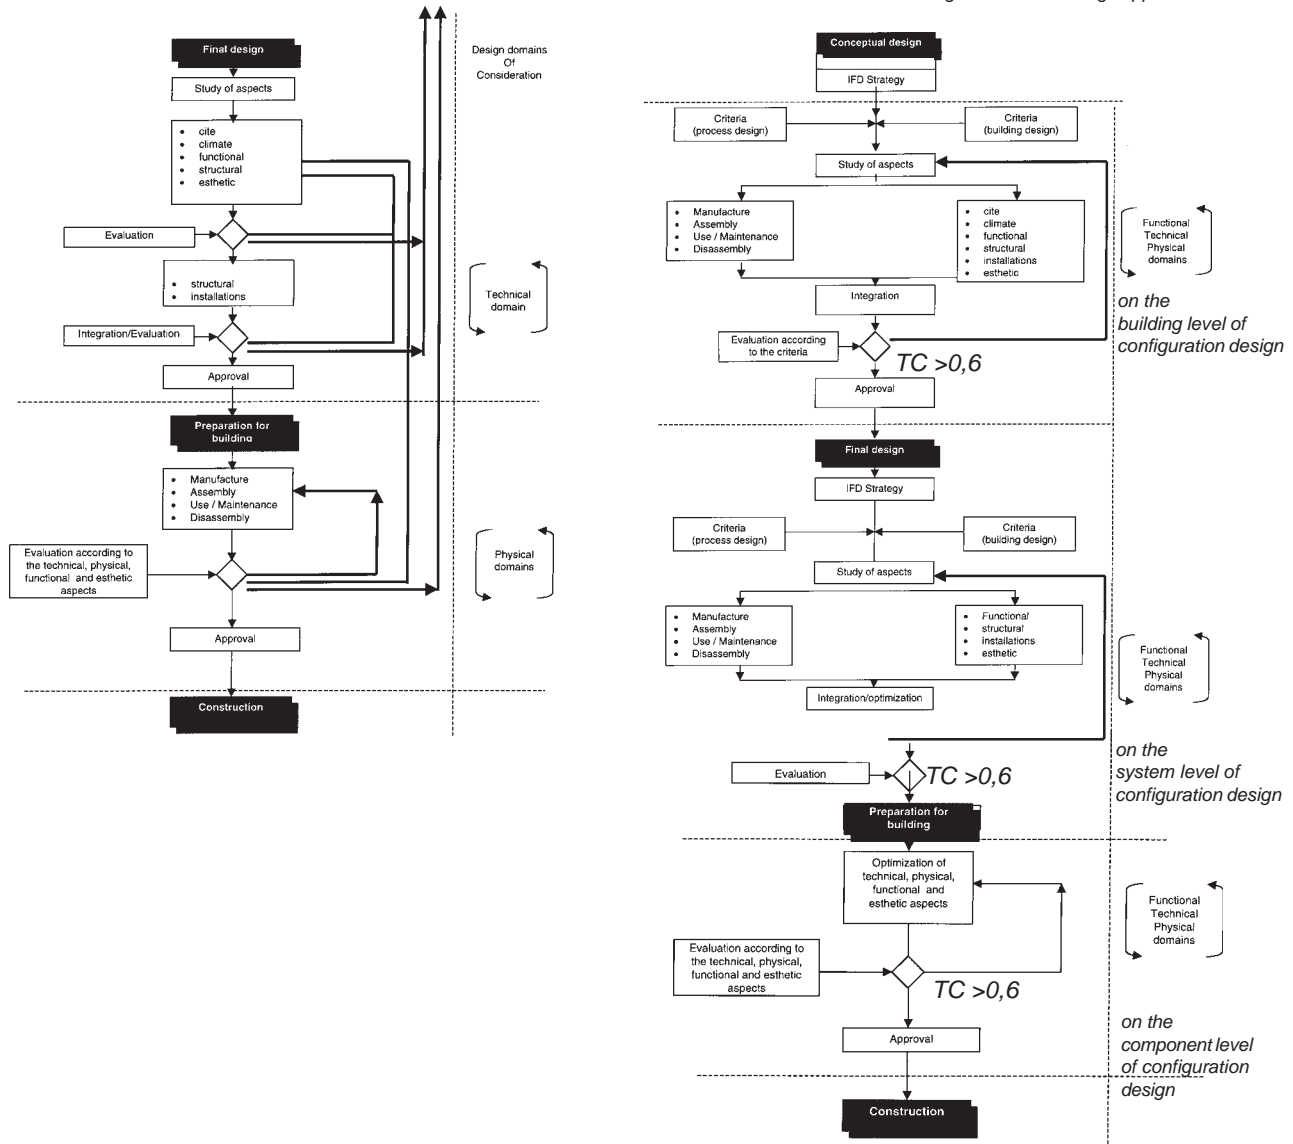 Final design
Study of aspects
• cite
• climate
• functional
• structural
• esthetic
Evaluation
• structural
• installations
Integration/Evaluation
Approval
Preparation for
building
• Manufacture
• Assembly
• Use / Maintenance
• Disassembly
Evaluation according to
the technical, physical,
functional and esthetic
aspects
Approval
Construction
Design domains
Of
Consideration
Technical
domain
Physical
domains
Conceptual design
IFD Strategy
Criteria
(process design)
Criteria
(building design)
Study of aspects
• Manufacture
• Assembly
• Use / Maintenance
• Disassembly
• cite
• climate
• functional
• structural
• installations
• esthetic
Integration
Evaluation according
to the criteria
TC >0,6
Approval
Functional
Technical
Physical
domains
on the
building level of
configuration design
Final design
IFD Strategy
Criteria
(process design)
Criteria
(building design)
Study of aspects
• Manufacture
• Assembly
• Use / Maintenance
• Disassembly
• Functional
• structural
• installations
• esthetic
Integration/optimization
Functional
Technical
Physical
domains
Evaluation
TC >0,6
on the
system level of
configuration design
Preparation for
building
Optimization of
technical, physical,
functional and
esthetic aspects
Functional
Technical
Physical
domains
Evaluation according to
the technical, physical,
functional and esthetic
aspects
TC >0,6
Approval
on the
component level
of configuration
design
Construction